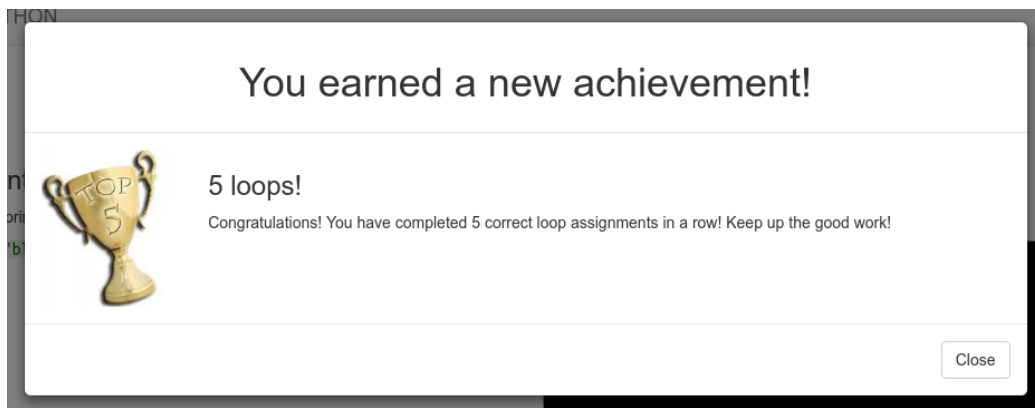 THON
You earned a new achievement!
TOP
5
5 loops!
Congratulations! You have completed 5 correct loop assignments in a row! Keep up the good work!
Close